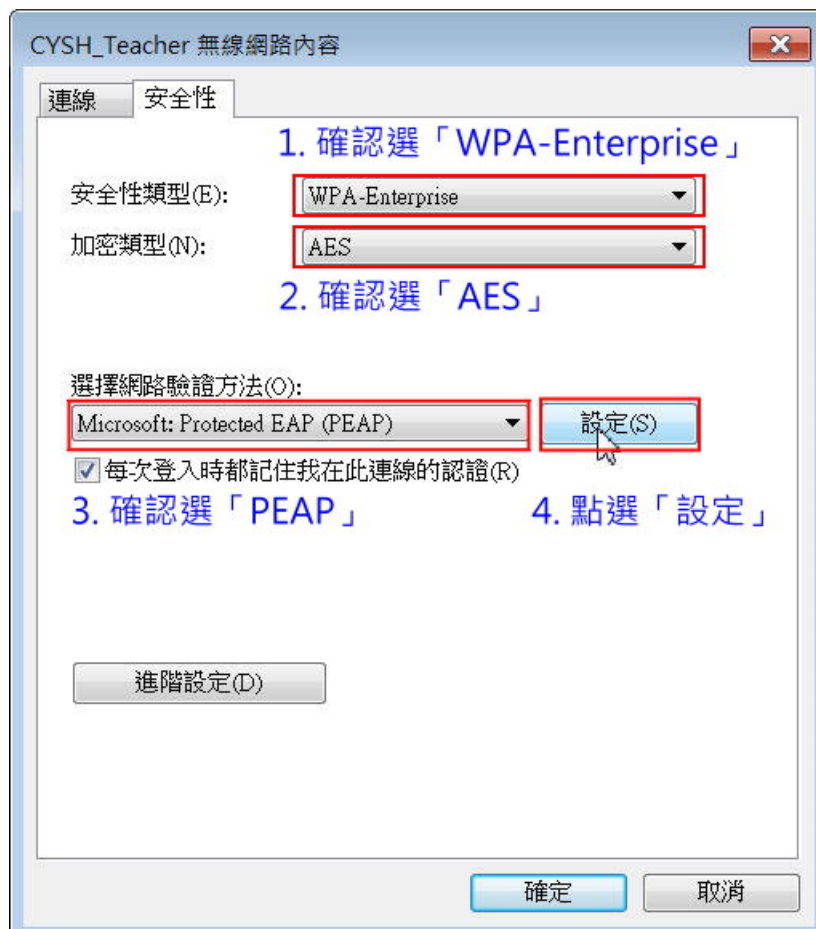 CYSH_Teacher 無線網路內容
連線 安全性
1. 確認選「WPA-Enterprise」
安全性類型(E): WPA-Enterprise
加密類型(N): AES
2. 確認選「AES」
選擇網路驗證方法(O):
Microsoft: Protected EAP (PEAP) 設定(S)
每次登入時都記住我在此連線的認證(R)
3. 確認選「PEAP」 4. 點選「設定」
進階設定(D)
確定 取消